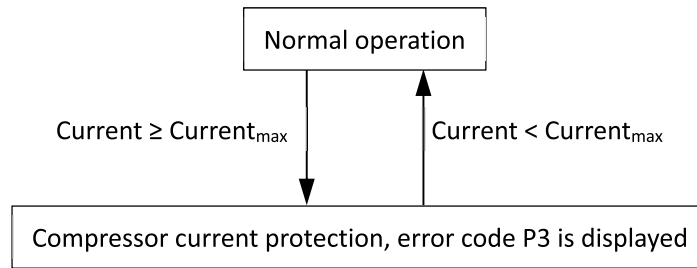 Normal operation
Current ≥ Currentmax
Current < Currentmax
Compressor current protection, error code P3 is displayed